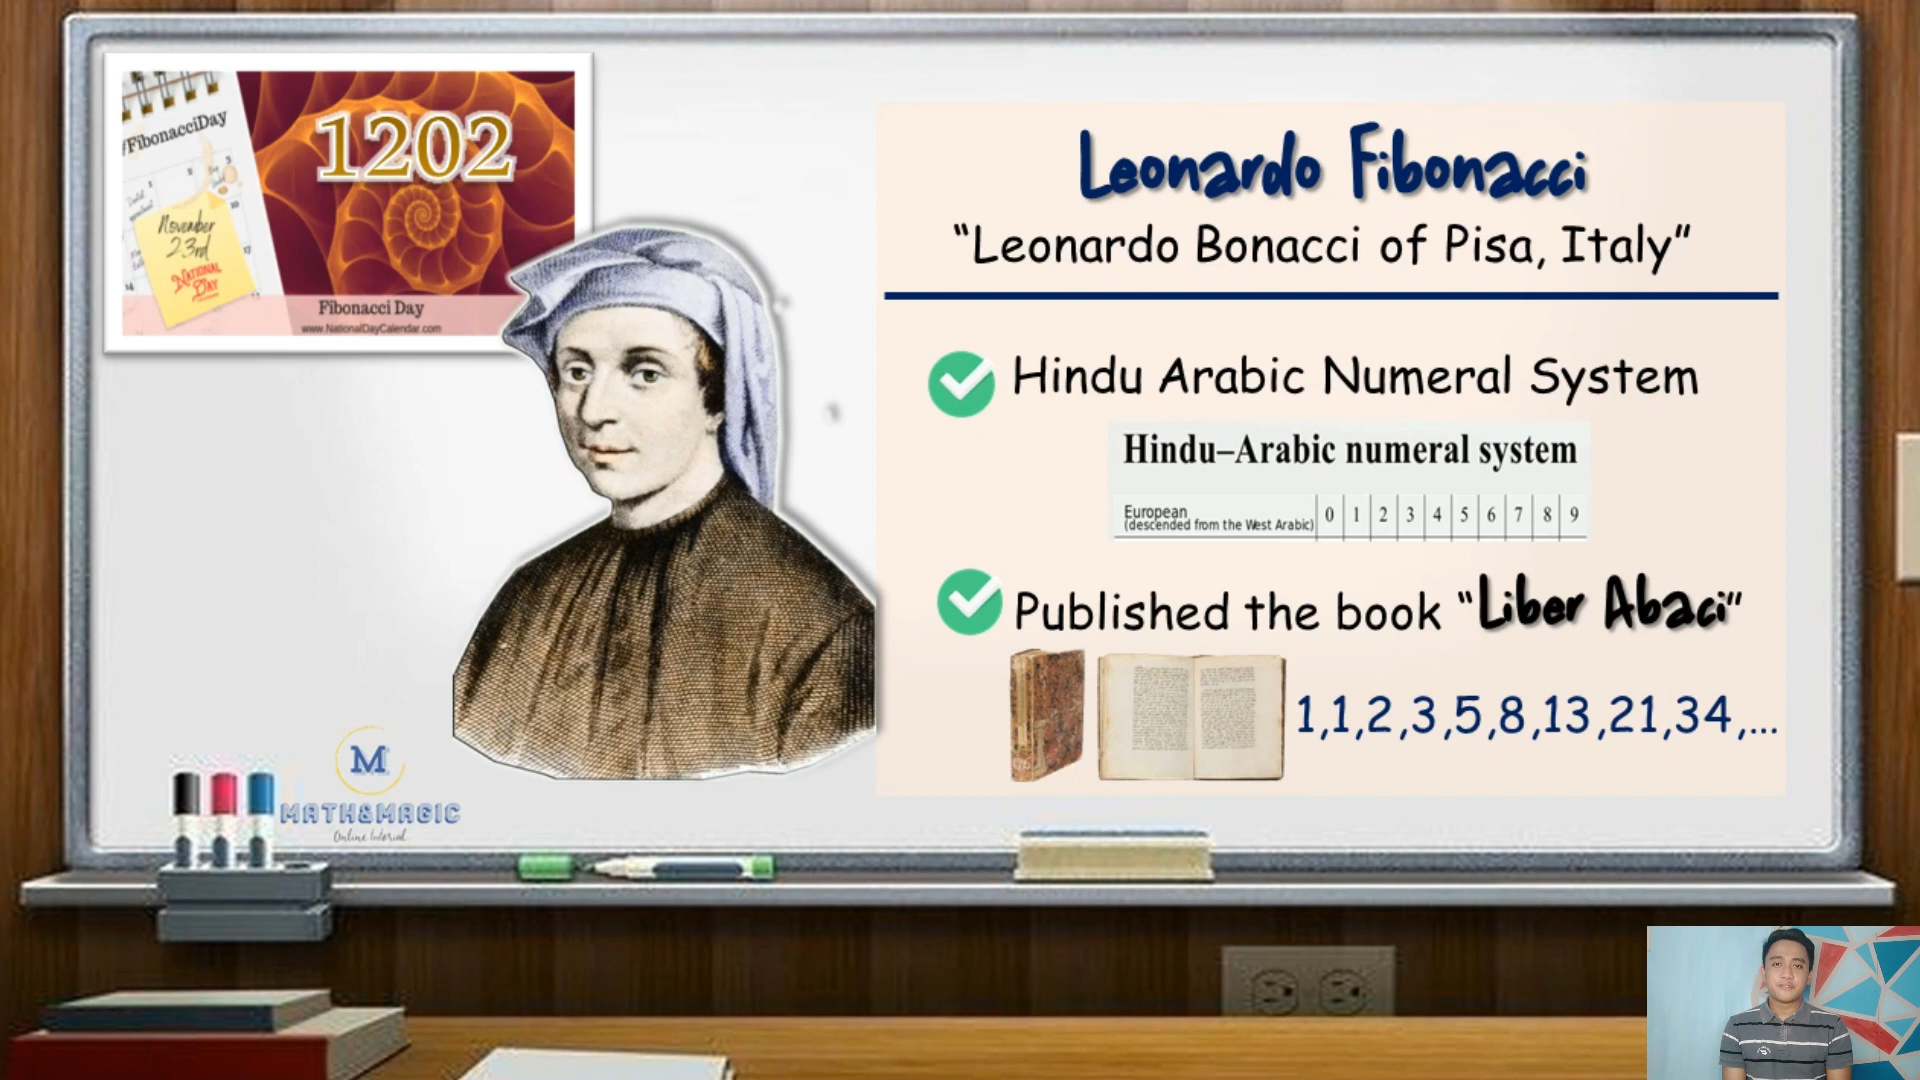 #FibonacciDay
1202
November
23rd
NATIONAL
DAY
Fibonacci Day
www.NationalDayCalendar.com
Leonardo Fibonacci
“Leonardo Bonacci of Pisa, Italy”
Hindu Arabic Numeral System
Hindu–Arabic numeral system
European 0 1 2 3 4 5 6 7 8 9
(descended from the West Arabic)
Published the book “Liber Abaci”
1,1,2,3,5,8,13,21,34,...
M
MATH&MAGIC
Online tutorial